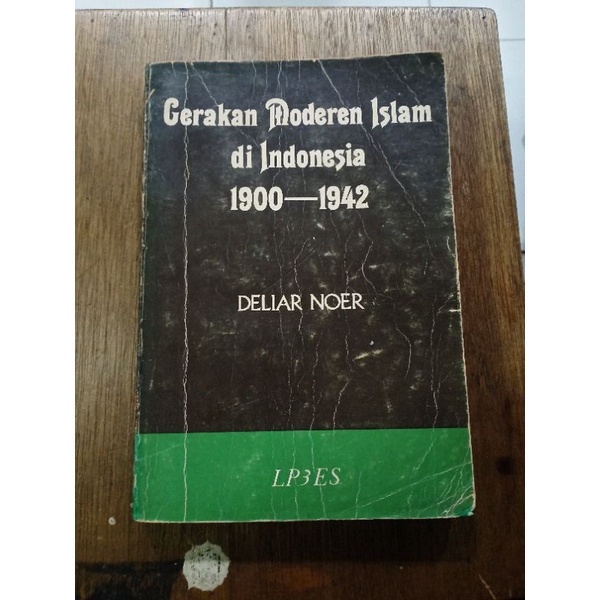 Gerakan Moderen Islam
di Indonesia
1900—1942
DELIAR NOER
LP3ES